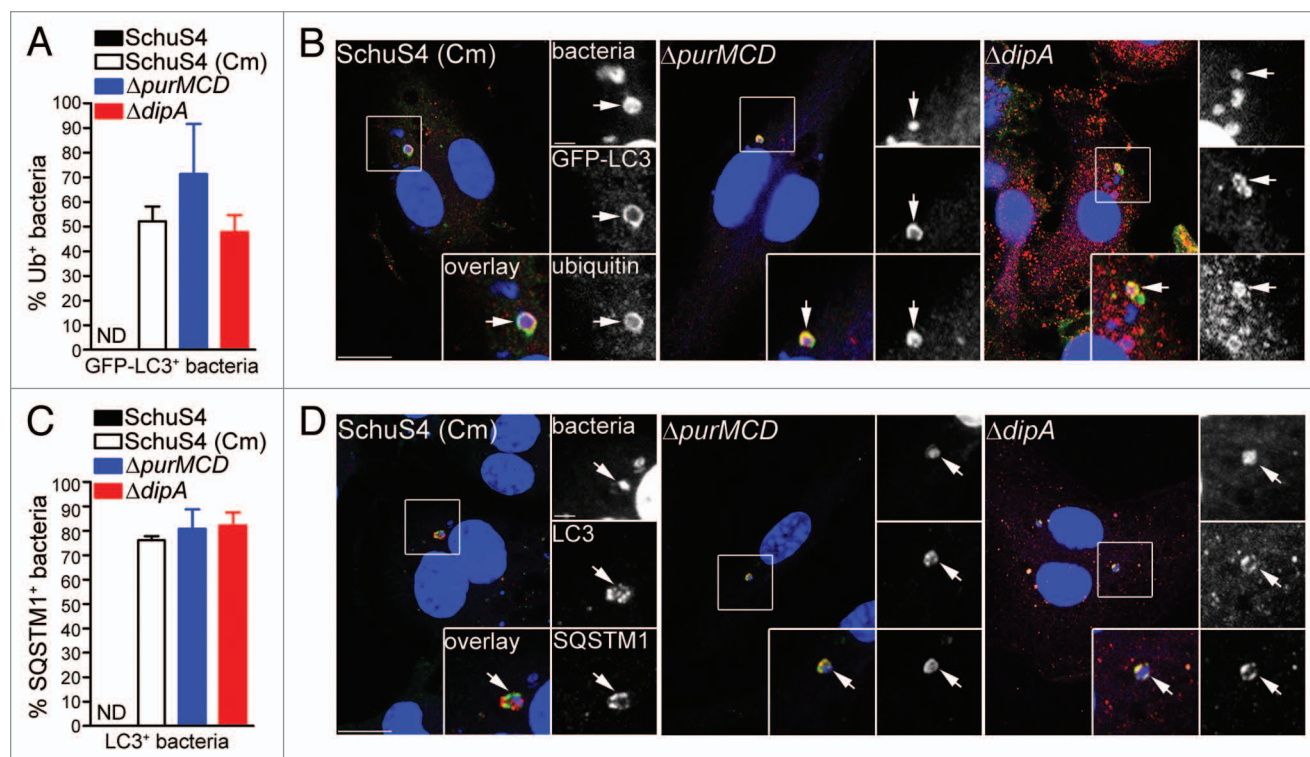 A
SchuS4
SchuS4 (Cm)
ΔpurMCD
ΔdipA
% Ub⁺ bacteria
100
90
80
70
60
50
40
30
20
10
0
ND
GFP-LC3⁺ bacteria
B
SchuS4 (Cm)
bacteria
GFP-LC3
overlay
ubiquitin
ΔpurMCD
ΔdipA
C
SchuS4
SchuS4 (Cm)
ΔpurMCD
ΔdipA
% SQSTM1⁺ bacteria
100
90
80
70
60
50
40
30
20
10
0
ND
LC3⁺ bacteria
D
SchuS4 (Cm)
bacteria
LC3
overlay
SQSTM1
ΔpurMCD
ΔdipA